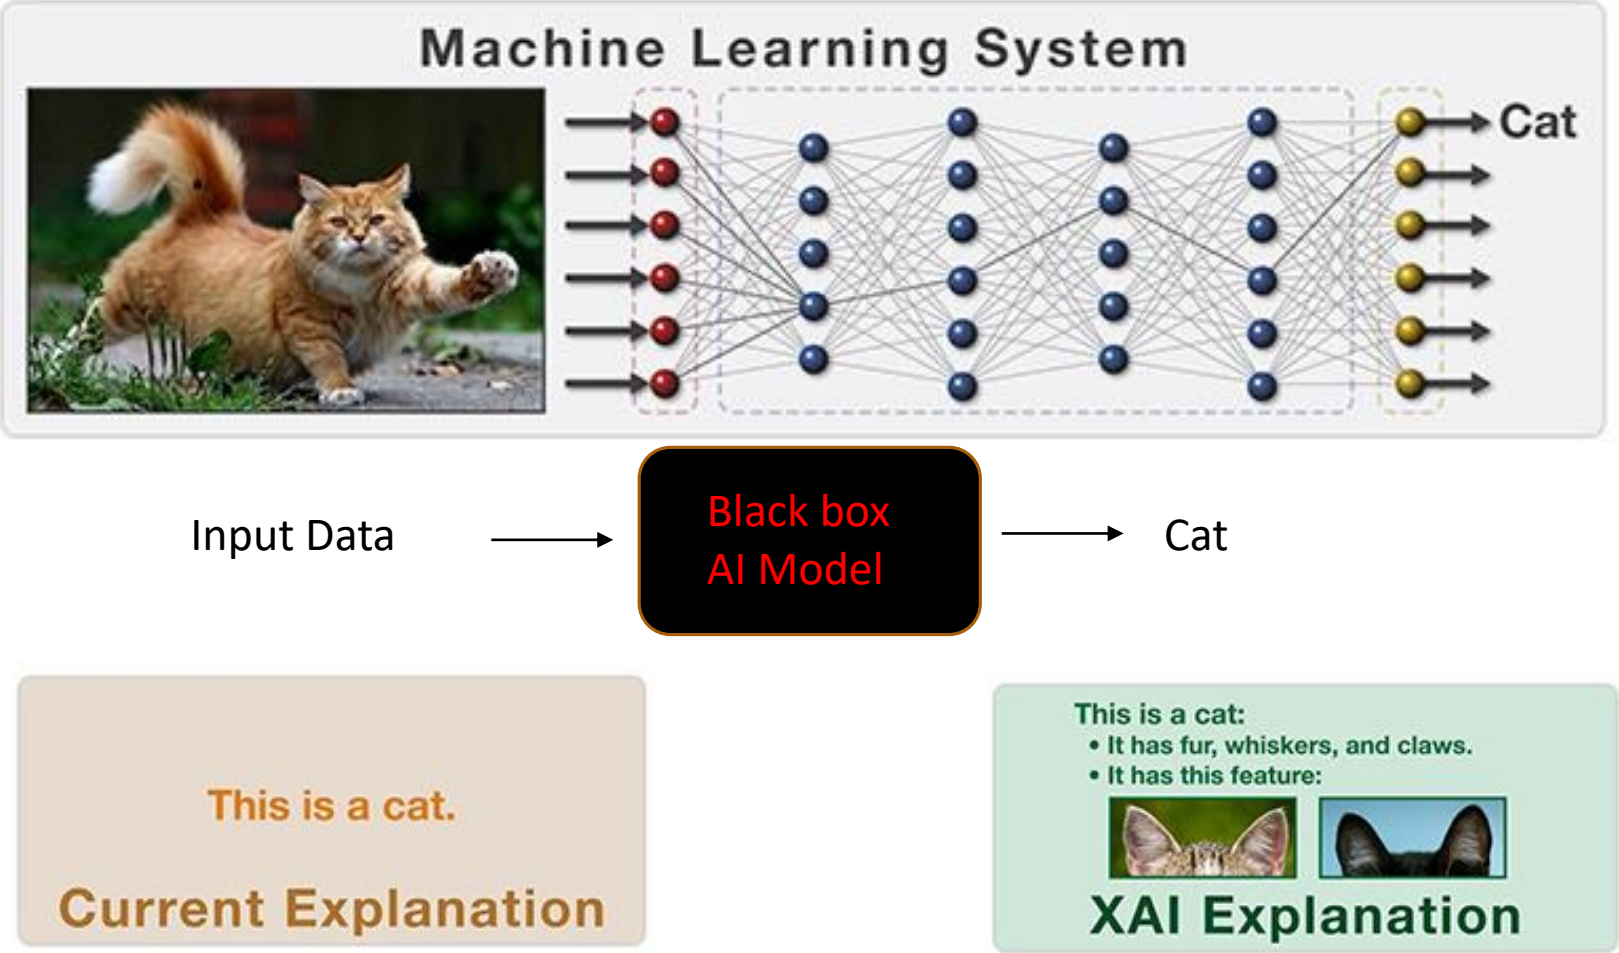 Machine Learning System
Cat
Input Data
Black box
AI Model
Cat
This is a cat.
Current Explanation
This is a cat:
• It has fur, whiskers, and claws.
• It has this feature:
XAI Explanation